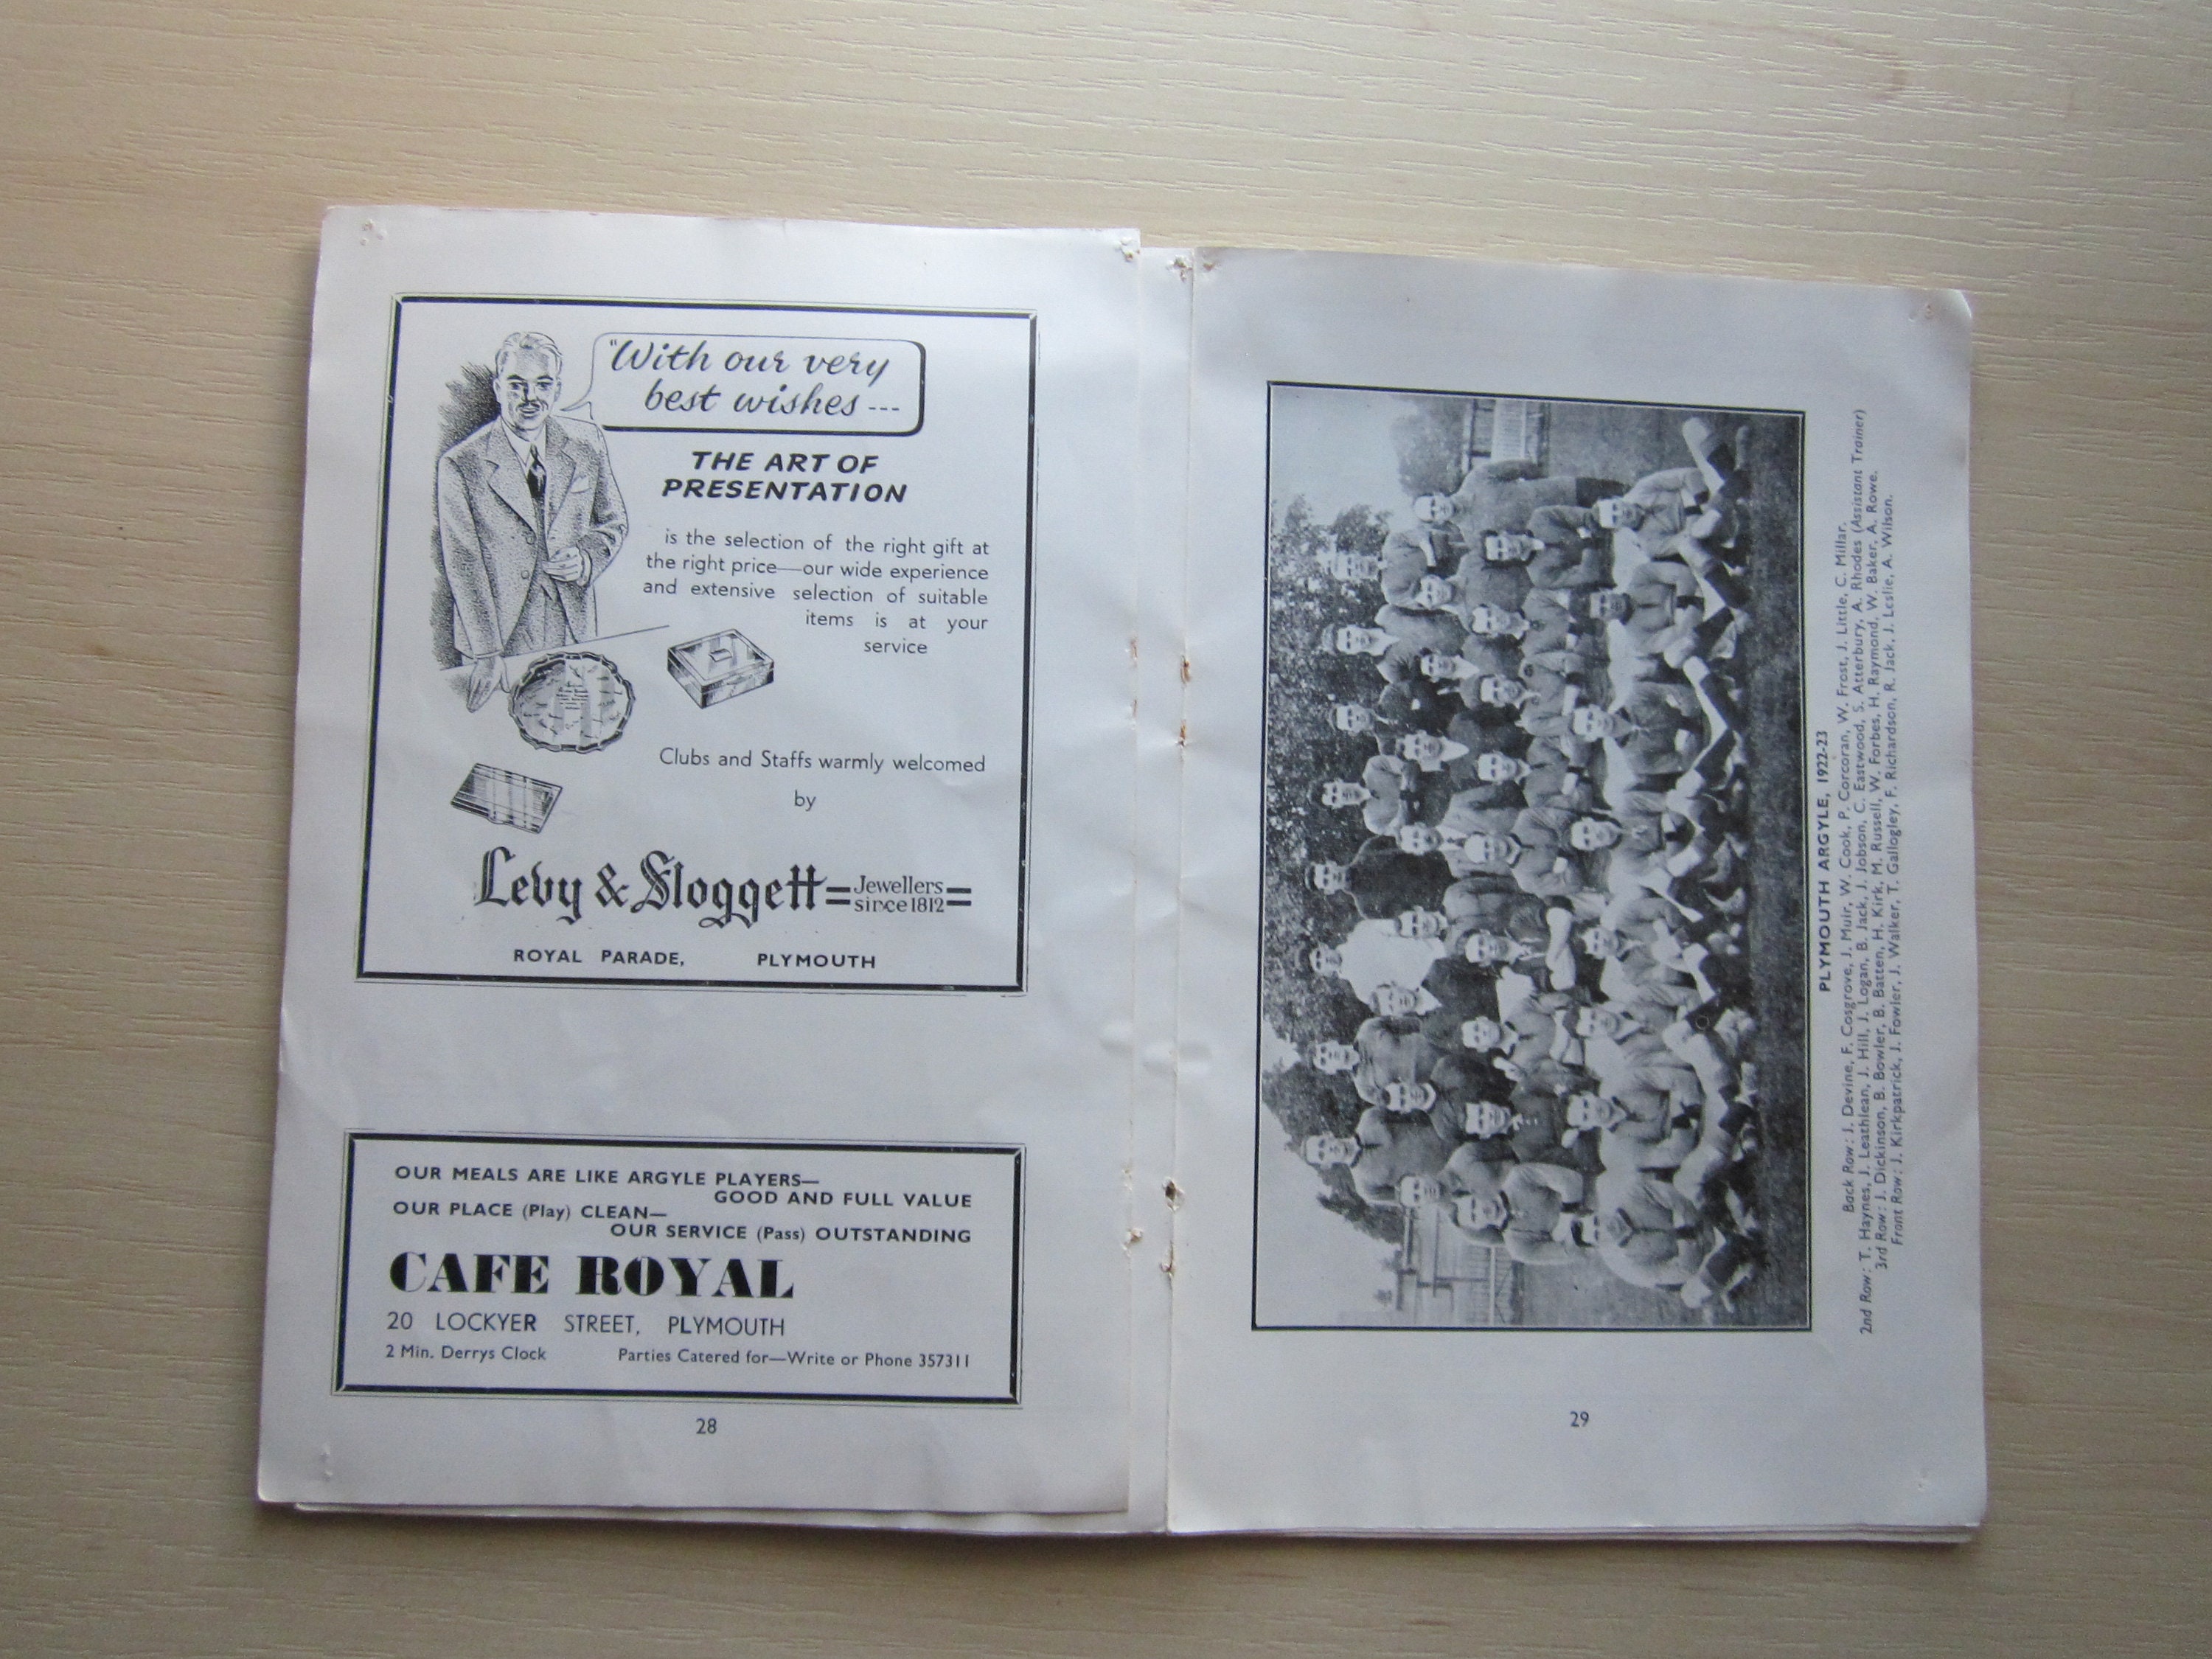 "With our very
best wishes ---
THE ART OF
PRESENTATION
is the selection of the right gift at
the right price—our wide experience
and extensive selection of suitable
items is at your
service
Clubs and Staffs warmly welcomed
by
Levy & Sloggett = Jewellers =
since 1812
ROYAL PARADE, PLYMOUTH
OUR MEALS ARE LIKE ARGYLE PLAYERS—
GOOD AND FULL VALUE
OUR PLACE (Play) CLEAN—
OUR SERVICE (Pass) OUTSTANDING
CAFE ROYAL
20 LOCKYER STREET, PLYMOUTH
2 Min. Derrys Clock Parties Catered for—Write or Phone 357311
28
PLYMOUTH ARGYLE, 1922-23
Back Row: J. Devine, F. Cosgrove, J. Muir, W. Cook, P. Corcoran, W. Frost, J. Little, C. Millar.
2nd Row: T. Haynes, J. Leathlean, J. Hill, J. Logan, B. Jack, J. Jobson, C. Eastwood, S. Atterbury, A. Rhodes (Assistant Trainer)
3rd Row: J. Dickinson, B. Bowler, B. Batten, H. Kirk, M. Russell, W. Forbes, H. Raymond, W. Baker, A. Rowe.
Front Row: J. Kirkpatrick, J. Fowler, J. Walker, T. Gallogley, F. Richardson, R. Jack, J. Leslie, A. Wilson.
29